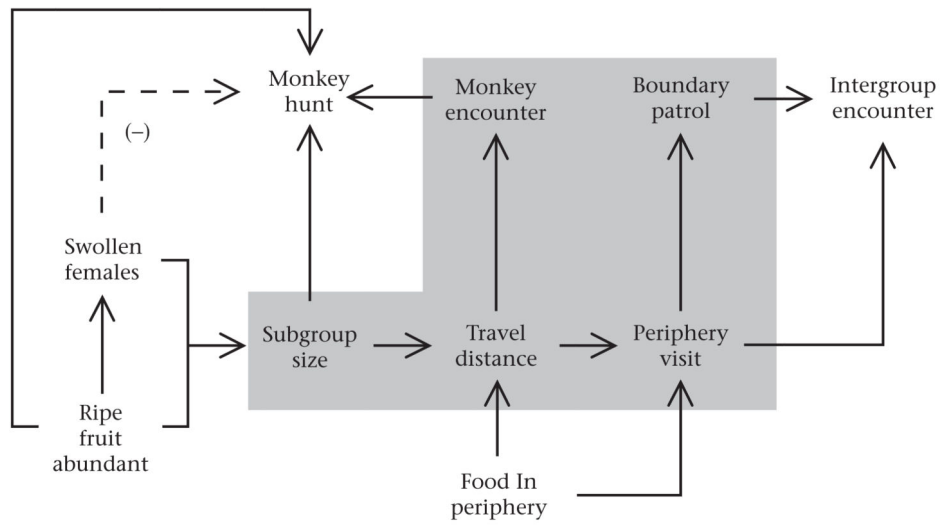 Monkey
hunt
Monkey
encounter
Boundary
patrol
Intergroup
encounter
(–)
Swollen
females
Subgroup
size
Travel
distance
Periphery
visit
Ripe
fruit
abundant
Food In
periphery